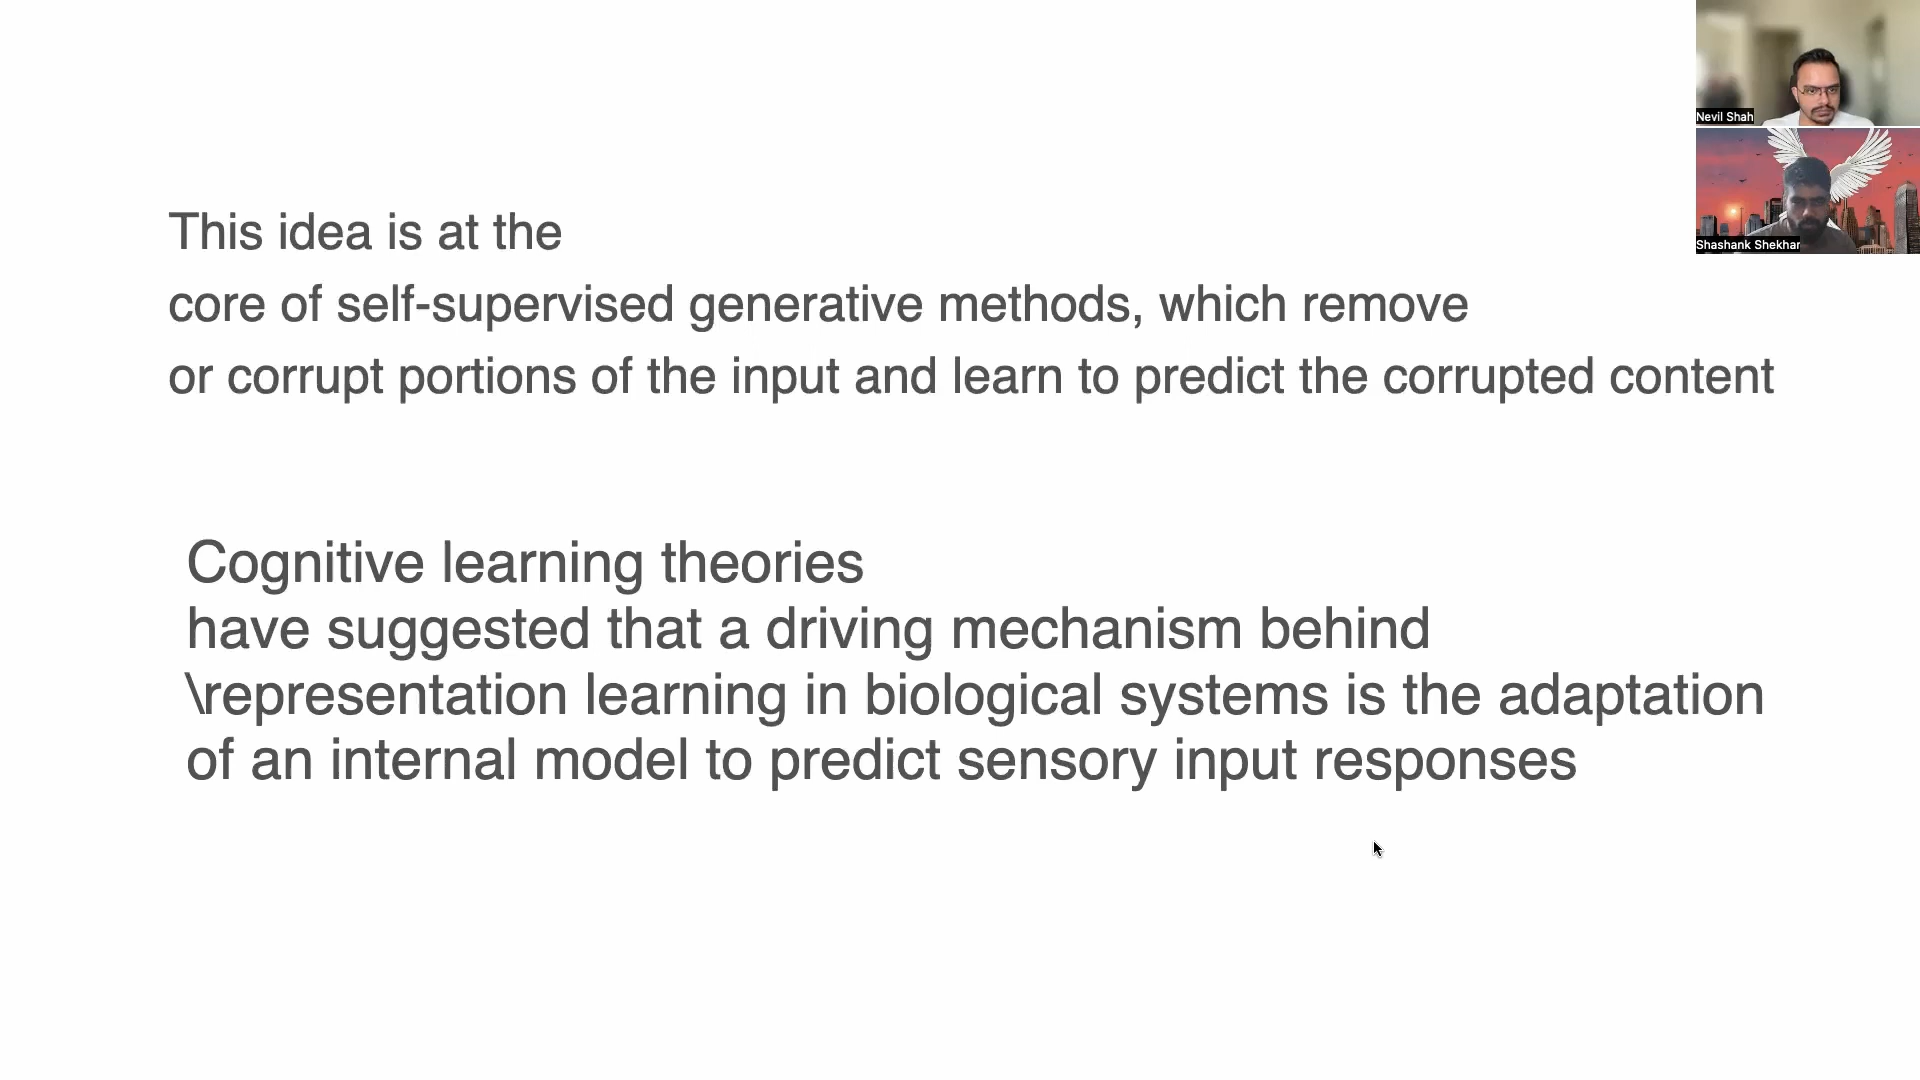 This idea is at the
core of self-supervised generative methods, which remove
or corrupt portions of the input and learn to predict the corrupted content
Cognitive learning theories
have suggested that a driving mechanism behind
\representation learning in biological systems is the adaptation
of an internal model to predict sensory input responses
Nevil Shah
Shashank Shekhar